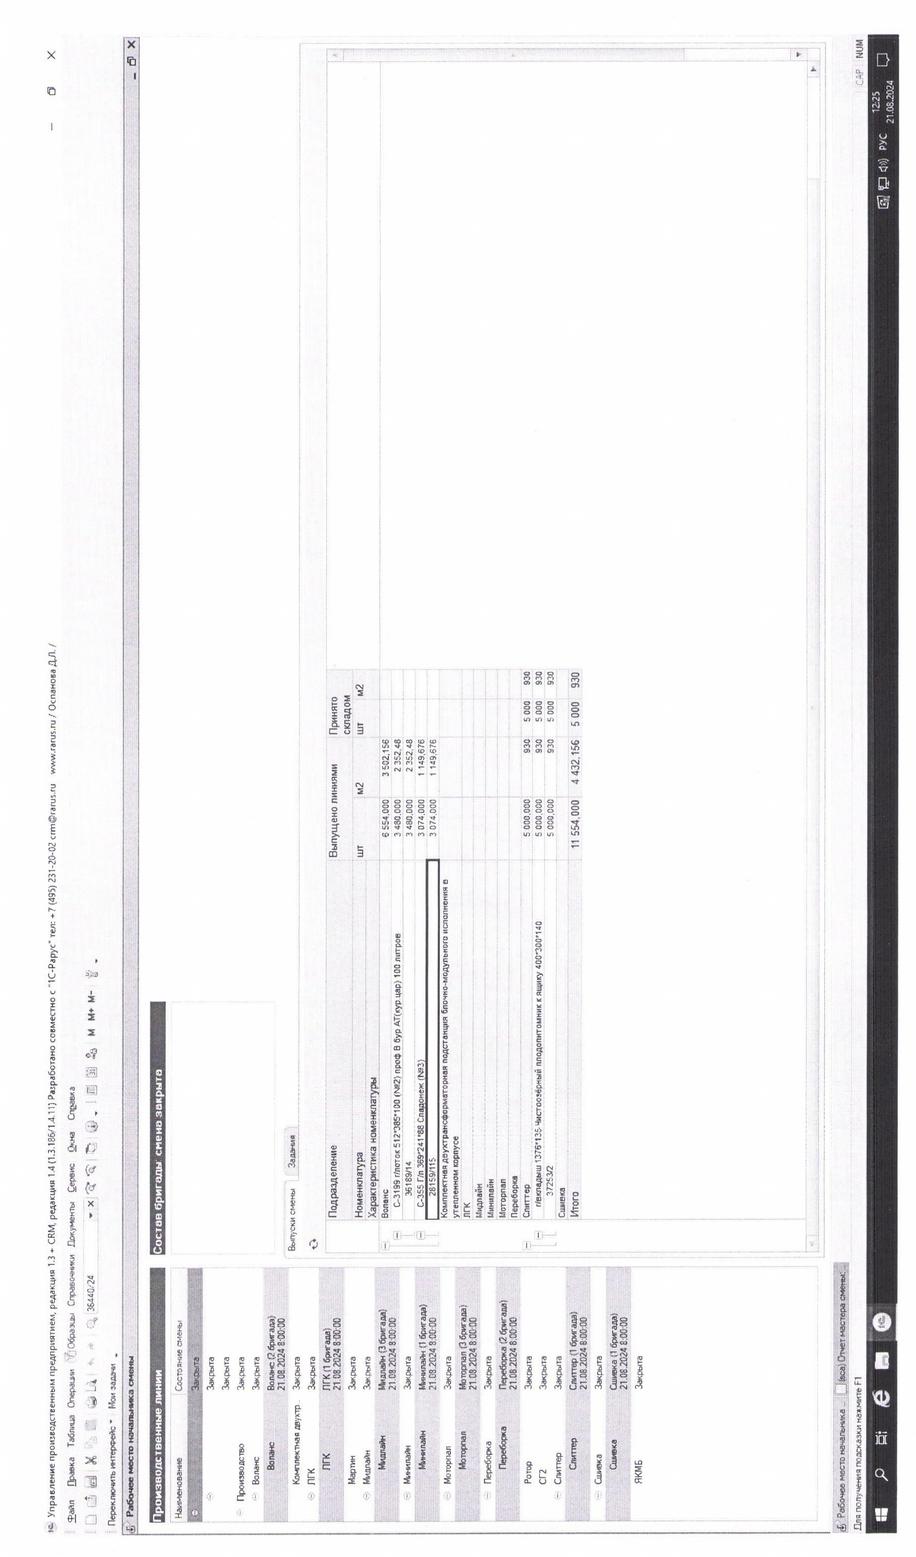 Управление производственным предприятием, редакция 1.3 + CRM, редакция 1.4 (1.3.186/1.4.11) Разработано совместно с "1С-Рарус" тел.: +7 (495) 231-20-02 crm@rarus.ru www.rarus.ru / Оспанова Д.Л. /
Файл Правка Таблица Операции Образцы Справочники Документы Сервис Окна Справка
36440/24
M M+ M-
Переключить интерфейс Мои задачи
Рабочее место начальника смены
Производственные линии
Наименование Состояние смены
Закрыта
Закрыта
Производство Закрыта
Воланс Закрыта
Воланс Воланс (2 бригада)
21.08.2024 8:00:00
Комплектная двухтр. Закрыта
ЛГК Закрыта
ЛГК ЛГК (1 бригада)
21.08.2024 8:00:00
Мартин Закрыта
Мидлайн Закрыта
Мидлайн Мидлайн (3 бригада)
21.08.2024 8:00:00
Минилайн Закрыта
Минилайн Минилайн (1 бригада)
21.08.2024 8:00:00
Моторпал Закрыта
Моторпал Моторпал (3 бригада)
21.08.2024 8:00:00
Переборка Закрыта
Переборка Переборка (2 бригада)
21.08.2024 8:00:00
Ротор Закрыта
СГ2 Закрыта
Слиттер Закрыта
Слиттер Слиттер (1 бригада)
21.08.2024 8:00:00
Сшивка Закрыта
Сшивка Сшивка (1 бригада)
21.08.2024 8:00:00
ЯКМБ Закрыта
Состав бригады смена закрыта
Выпуски смены Задания
Подразделение Выпущено линиями Принято складом
Номенклатура шт м2 шт м2
Характеристика номенклатуры
Воланс 6 554,000 3 502,156
С-3199 г/лоток 512*385*100 (№2) проф В бур АТ(кур.цар) 100 литров 3 480,000 2 352,48
36189/14 3 480,000 2 352,48
С-355 Г/л 369*241*88 Сладонеж (№3) 3 074,000 1 149,676
28159/115 3 074,000 1 149,676
Комплектная двухтрансформаторная подстанция блочно-модульного исполнения в
утепленном корпусе
ЛГК
Мидлайн
Минилайн
Моторпал
Переборка
Слиттер 5 000,000 930 5 000 930
г/вкладыш 1376*135 Чистоозёрный плодопитомник к ящику 400*300*140 5 000,000 930 5 000 930
37253/2 5 000,000 930 5 000 930
Сшивка
Итого 11 554,000 4 432,156 5 000 930
Рабочее место начальника ... (все) Отчет мастера смены: ...
Для получения подсказки нажмите F1
CAP NUM
РУС 12:25
21.08.2024